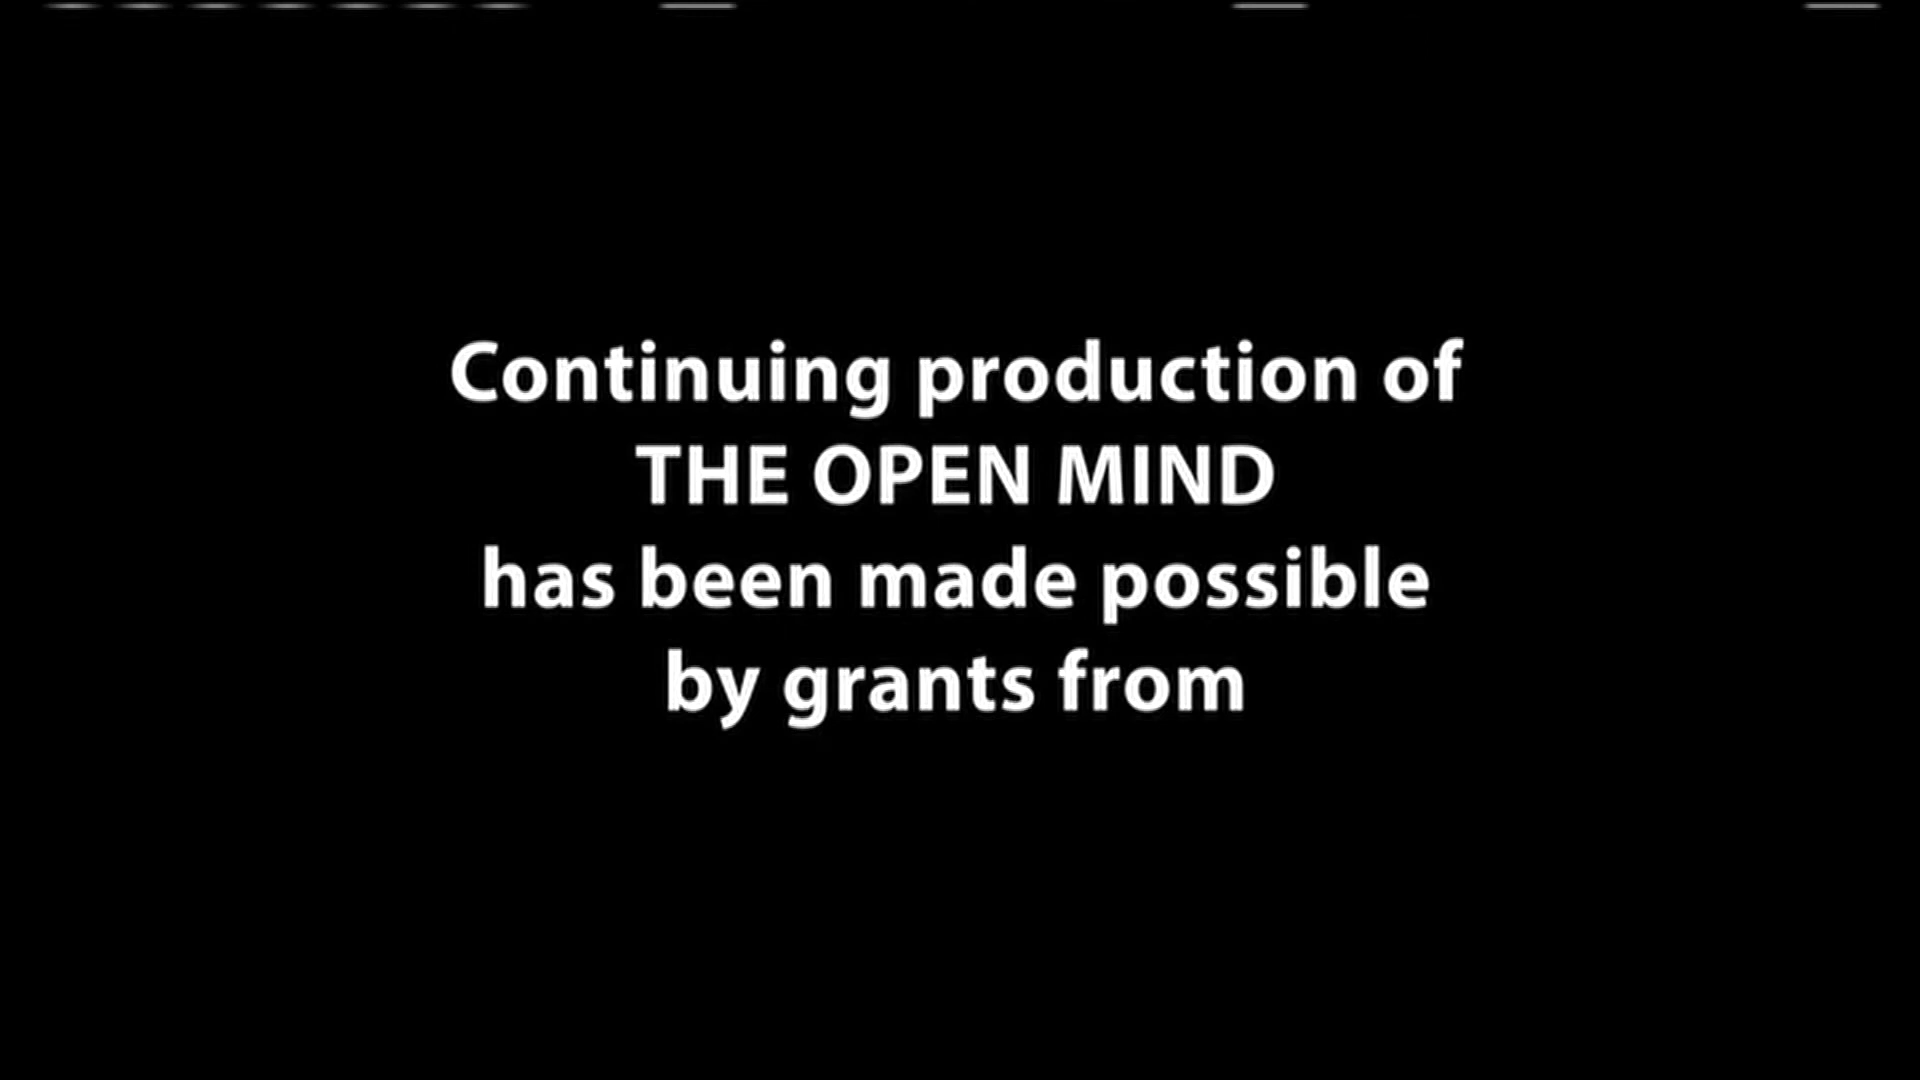 Continuing production of
THE OPEN MIND
has been made possible
by grants from